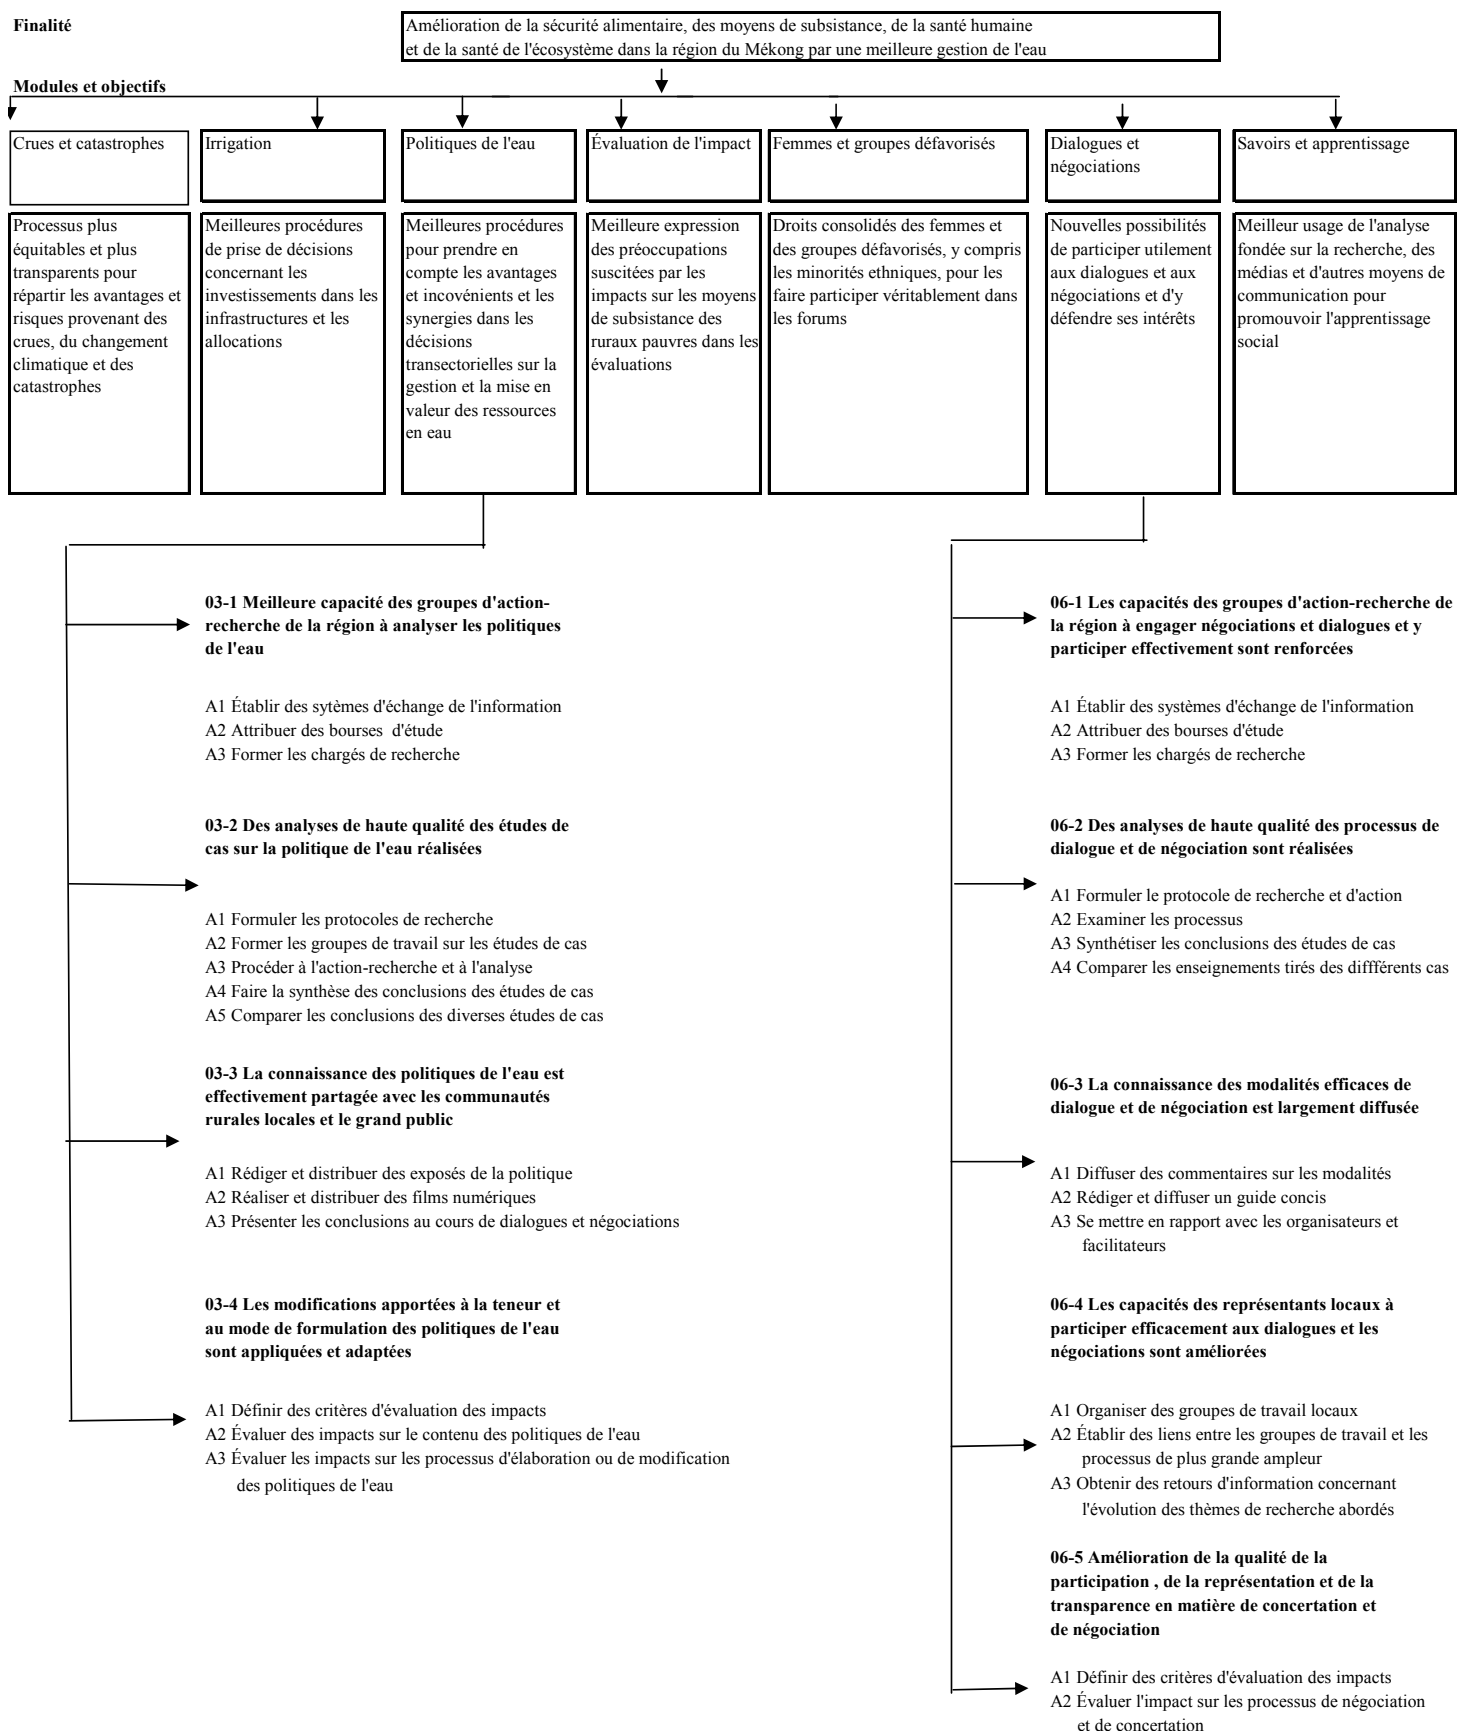 Finalité
Amélioration de la sécurité alimentaire, des moyens de subsistance, de la santé humaine
et de la santé de l'écosystème dans la région du Mékong par une meilleure gestion de l'eau
Modules et objectifs
Crues et catastrophes
Irrigation
Politiques de l'eau
Évaluation de l'impact
Femmes et groupes défavorisés
Dialogues et
négociations
Savoirs et apprentissage
Processus plus
équitables et plus
transparents pour
répartir les avantages et
risques provenant des
crues, du changement
climatique et des
catastrophes
Meilleures procédures
de prise de décisions
concernant les
investissements dans les
infrastructures et les
allocations
Meilleures procédures
pour prendre en
compte les avantages
et incovénients et les
synergies dans les
décisions
transectorielles sur la
gestion et la mise en
valeur des ressources
en eau
Meilleure expression
des préoccupations
suscitées par les
impacts sur les moyens
de subsistance des
ruraux pauvres dans les
évaluations
Droits consolidés des femmes et
des groupes défavorisés, y compris
les minorités ethniques, pour les
faire participer véritablement dans
les forums
Nouvelles possibilités
de participer utilement
aux dialogues et aux
négociations et d'y
défendre ses intérêts
Meilleur usage de l'analyse
fondée sur la recherche, des
médias et d'autres moyens de
communication pour
promouvoir l'apprentissage
social
03-1 Meilleure capacité des groupes d'action-
recherche de la région à analyser les politiques
de l'eau
A1 Établir des sytèmes d'échange de l'information
A2 Attribuer des bourses d'étude
A3 Former les chargés de recherche
03-2 Des analyses de haute qualité des études de
cas sur la politique de l'eau réalisées
A1 Formuler les protocoles de recherche
A2 Former les groupes de travail sur les études de cas
A3 Procéder à l'action-recherche et à l'analyse
A4 Faire la synthèse des conclusions des études de cas
A5 Comparer les conclusions des diverses études de cas
03-3 La connaissance des politiques de l'eau est
effectivement partagée avec les communautés
rurales locales et le grand public
A1 Rédiger et distribuer des exposés de la politique
A2 Réaliser et distribuer des films numériques
A3 Présenter les conclusions au cours de dialogues et négociations
03-4 Les modifications apportées à la teneur et
au mode de formulation des politiques de l'eau
sont appliquées et adaptées
A1 Définir des critères d'évaluation des impacts
A2 Évaluer des impacts sur le contenu des politiques de l'eau
A3 Évaluer les impacts sur les processus d'élaboration ou de modification
des politiques de l'eau
06-1 Les capacités des groupes d'action-recherche de
la région à engager négociations et dialogues et y
participer effectivement sont renforcées
A1 Établir des systèmes d'échange de l'information
A2 Attribuer des bourses d'étude
A3 Former les chargés de recherche
06-2 Des analyses de haute qualité des processus de
dialogue et de négociation sont réalisées
A1 Formuler le protocole de recherche et d'action
A2 Examiner les processus
A3 Synthétiser les conclusions des études de cas
A4 Comparer les enseignements tirés des diffférents cas
06-3 La connaissance des modalités efficaces de
dialogue et de négociation est largement diffusée
A1 Diffuser des commentaires sur les modalités
A2 Rédiger et diffuser un guide concis
A3 Se mettre en rapport avec les organisateurs et
facilitateurs
06-4 Les capacités des représentants locaux à
participer efficacement aux dialogues et les
négociations sont améliorées
A1 Organiser des groupes de travail locaux
A2 Établir des liens entre les groupes de travail et les
processus de plus grande ampleur
A3 Obtenir des retours d'information concernant
l'évolution des thèmes de recherche abordés
06-5 Amélioration de la qualité de la
participation , de la représentation et de la
transparence en matière de concertation et
de négociation
A1 Définir des critères d'évaluation des impacts
A2 Évaluer l'impact sur les processus de négociation
et de concertation